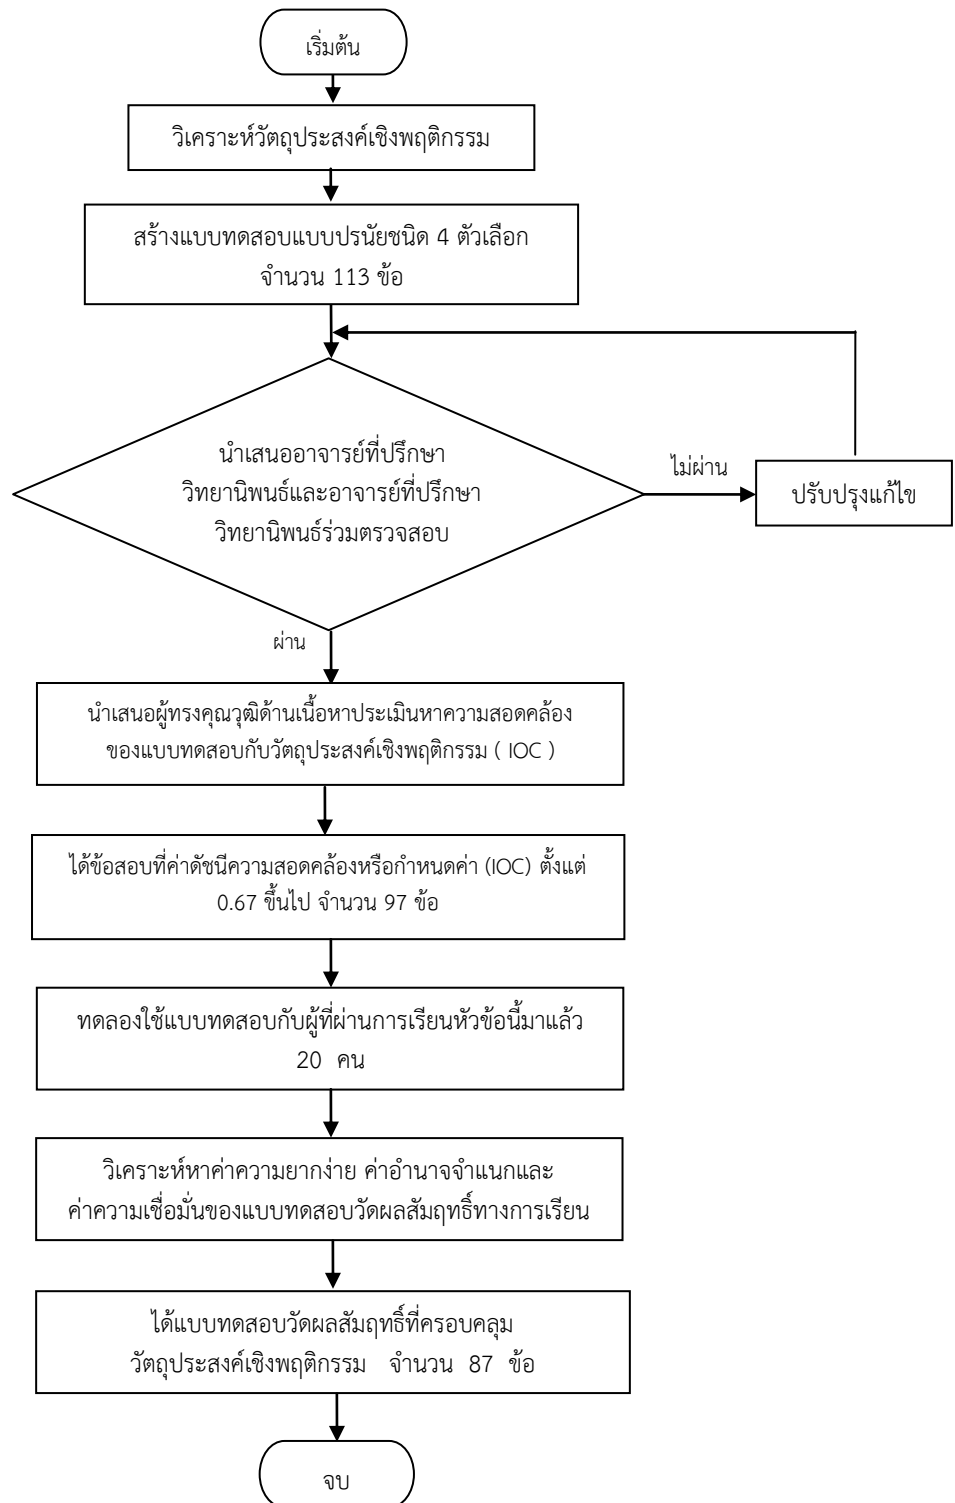 เริ่มต้น
วิเคราะห์วัตถุประสงค์เชิงพฤติกรรม
สร้างแบบทดสอบแบบปรนัยชนิด 4 ตัวเลือก
จำนวน 113 ข้อ
นำเสนออาจารย์ที่ปรึกษา
วิทยานิพนธ์และอาจารย์ที่ปรึกษา
วิทยานิพนธ์ร่วมตรวจสอบ
ไม่ผ่าน
ปรับปรุงแก้ไข
ผ่าน
นำเสนอผู้ทรงคุณวุฒิด้านเนื้อหาประเมินหาความสอดคล้อง
ของแบบทดสอบกับวัตถุประสงค์เชิงพฤติกรรม ( IOC )
ได้ข้อสอบที่ค่าดัชนีความสอดคล้องหรือกำหนดค่า (IOC) ตั้งแต่
0.67 ขึ้นไป จำนวน 97 ข้อ
ทดลองใช้แบบทดสอบกับผู้ที่ผ่านการเรียนหัวข้อนี้มาแล้ว
20 คน
วิเคราะห์หาค่าความยากง่าย ค่าอำนาจจำแนกและ
ค่าความเชื่อมั่นของแบบทดสอบวัดผลสัมฤทธิ์ทางการเรียน
ได้แบบทดสอบวัดผลสัมฤทธิ์ที่ครอบคลุม
วัตถุประสงค์เชิงพฤติกรรม จำนวน 87 ข้อ
จบ